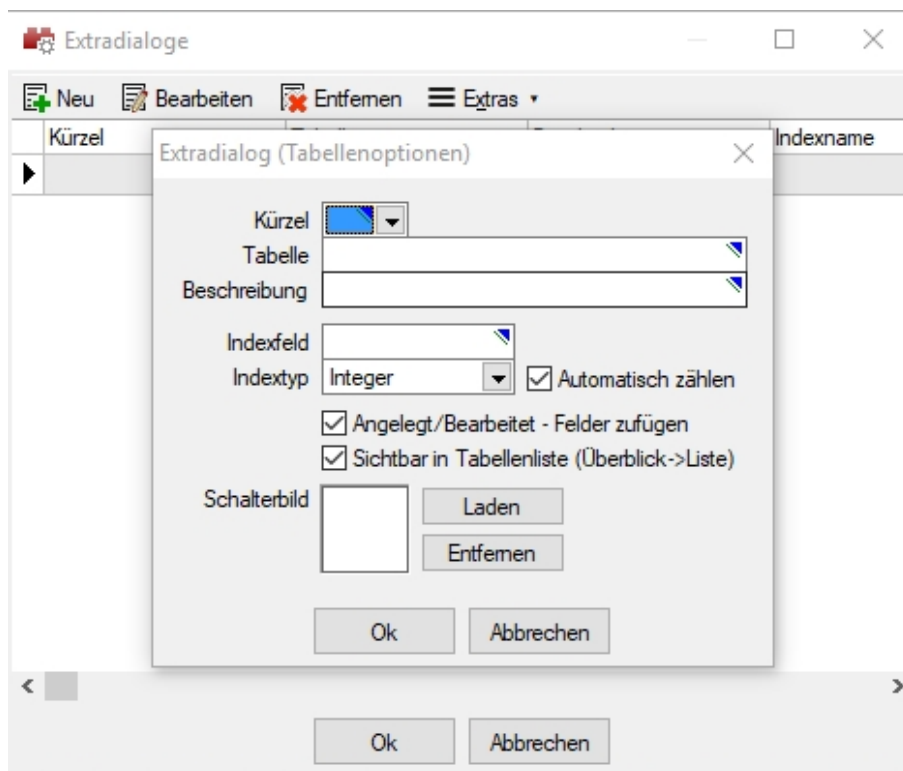 Extradialoge
Neu Bearbeiten Entfernen Extras
Kürzel Indexname
Extradialog (Tabellenoptionen)
Kürzel
Tabelle
Beschreibung
Indexfeld
Indextyp Integer Automatisch zählen
Angelegt/Bearbeitet - Felder zufügen
Sichtbar in Tabellenliste (Überblick->Liste)
Schalterbild Laden
Entfernen
Ok Abbrechen
Ok Abbrechen